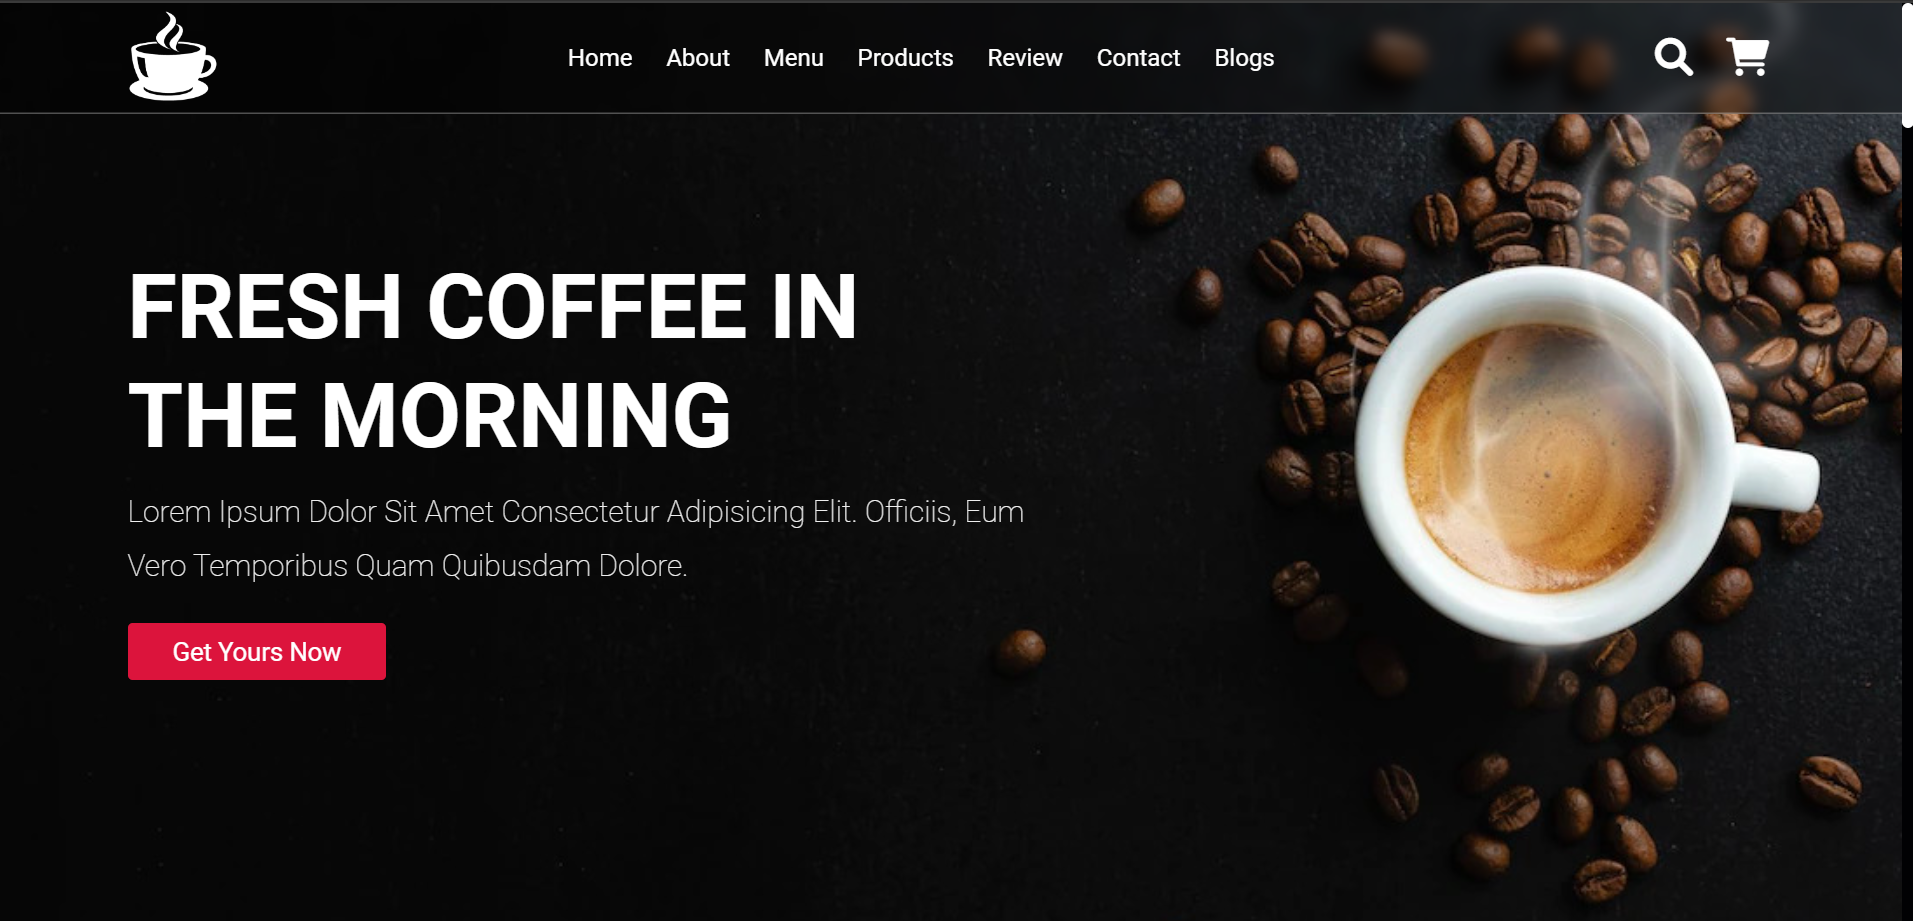 Home About Menu Products Review Contact Blogs
FRESH COFFEE IN
THE MORNING
Lorem Ipsum Dolor Sit Amet Consectetur Adipisicing Elit. Officiis, Eum
Vero Temporibus Quam Quibusdam Dolore.
Get Yours Now